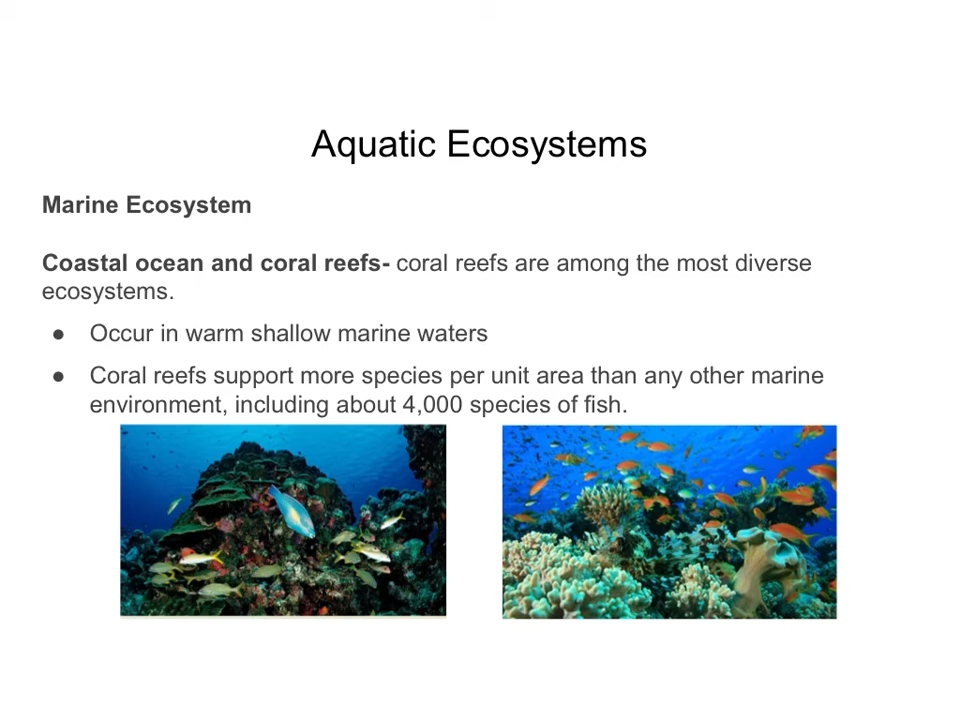 Aquatic Ecosystems
Marine Ecosystem
Coastal ocean and coral reefs- coral reefs are among the most diverse
ecosystems.
● Occur in warm shallow marine waters
● Coral reefs support more species per unit area than any other marine
environment, including about 4,000 species of fish.